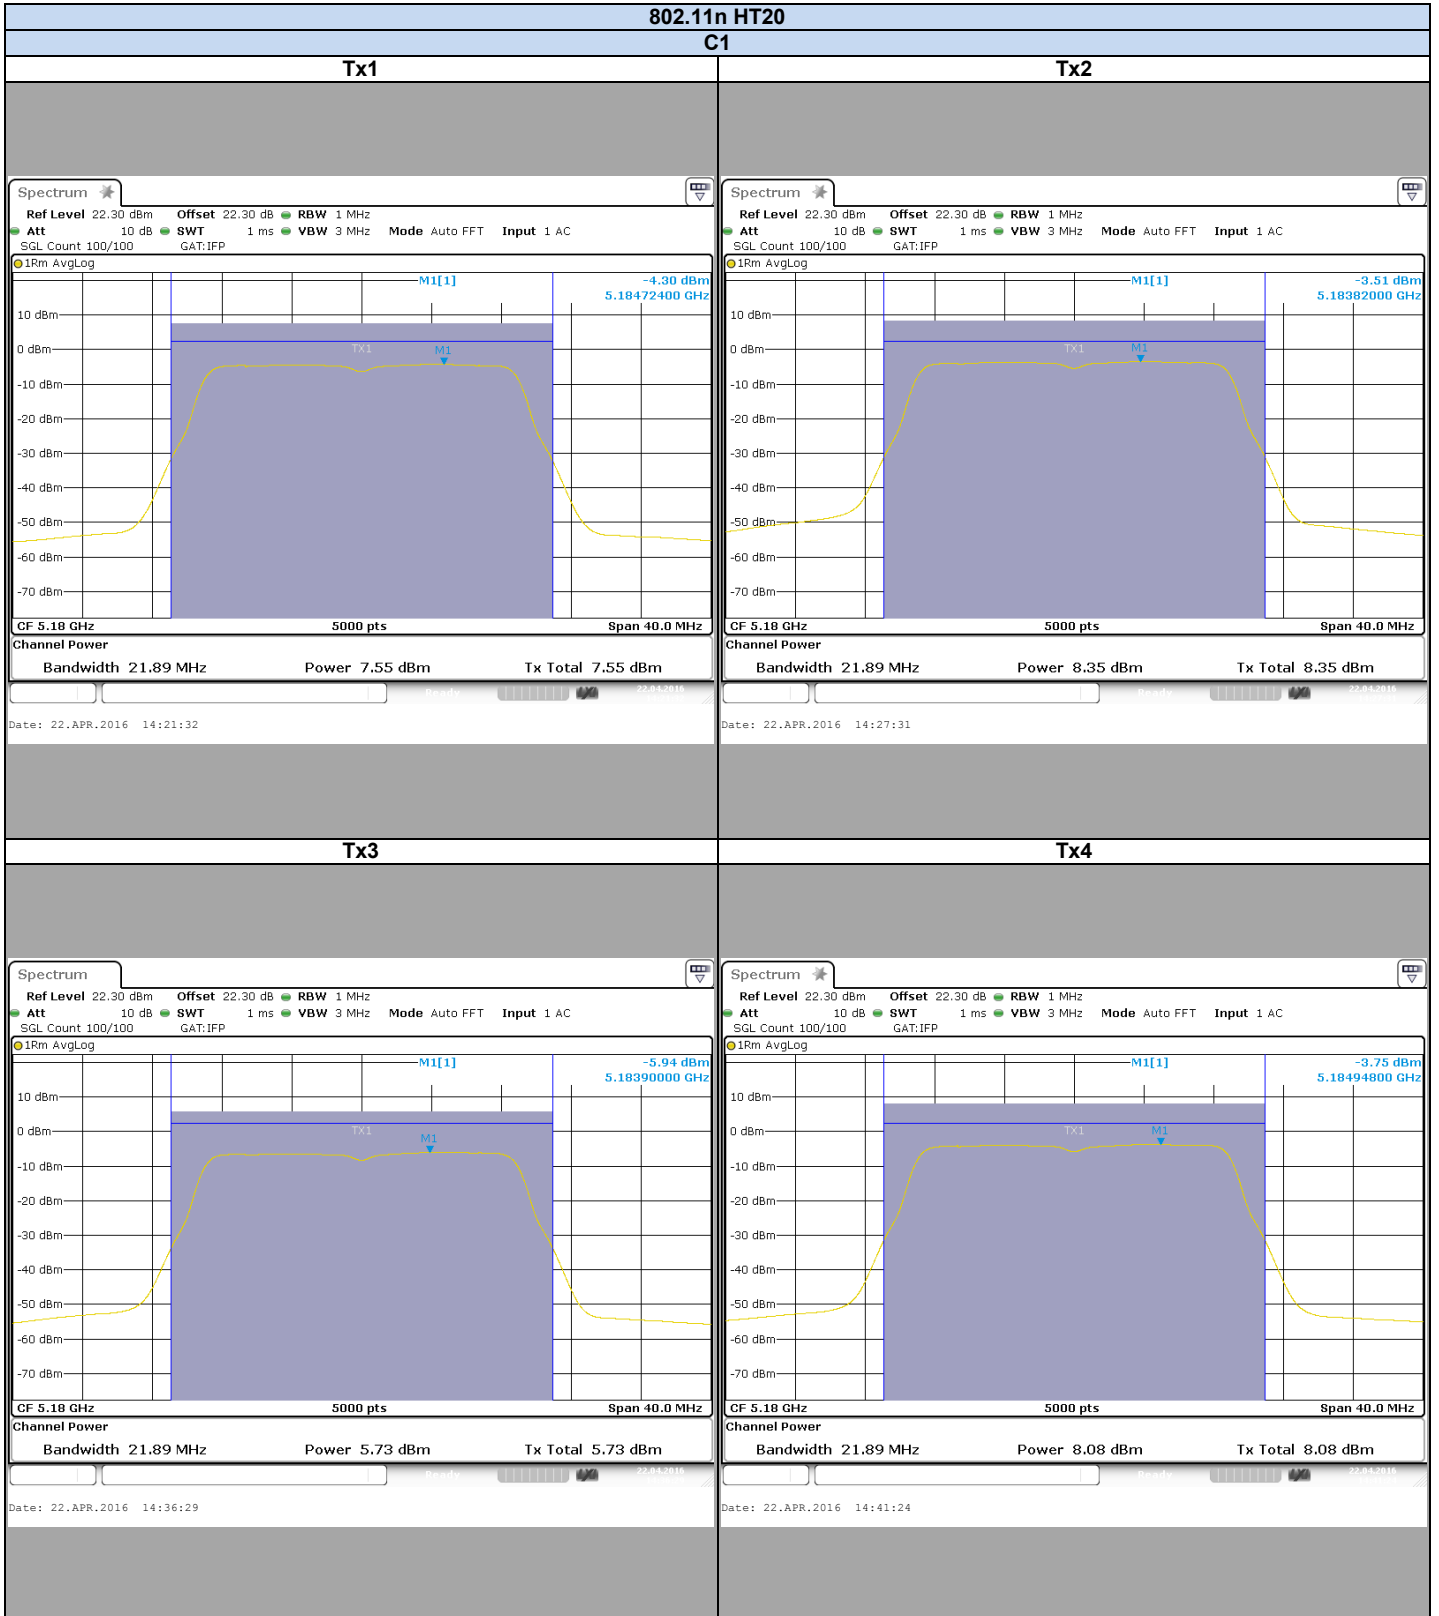 802.11n HT20
C1
Tx1
Tx2
Spectrum
Ref Level 22.30 dBm Offset 22.30 dB RBW 1 MHz
Att 10 dB SWT 1 ms VBW 3 MHz Mode Auto FFT Input 1 AC
SGL Count 100/100 GAT:IFP
1Rm AvgLog
M1[1] -4.30 dBm
5.18472400 GHz
10 dBm
0 dBm
TX1
M1
-10 dBm
-20 dBm
-30 dBm
-40 dBm
-50 dBm
-60 dBm
-70 dBm
CF 5.18 GHz 5000 pts Span 40.0 MHz
Channel Power
Bandwidth 21.89 MHz Power 7.55 dBm Tx Total 7.55 dBm
Ready 22.04.2016
Date: 22.APR.2016 14:21:32
Spectrum
Ref Level 22.30 dBm Offset 22.30 dB RBW 1 MHz
Att 10 dB SWT 1 ms VBW 3 MHz Mode Auto FFT Input 1 AC
SGL Count 100/100 GAT:IFP
1Rm AvgLog
M1[1] -3.51 dBm
5.18382000 GHz
10 dBm
0 dBm
TX1
M1
-10 dBm
-20 dBm
-30 dBm
-40 dBm
-50 dBm
-60 dBm
-70 dBm
CF 5.18 GHz 5000 pts Span 40.0 MHz
Channel Power
Bandwidth 21.89 MHz Power 8.35 dBm Tx Total 8.35 dBm
Ready 22.04.2016
Date: 22.APR.2016 14:27:31
Tx3
Tx4
Spectrum
Ref Level 22.30 dBm Offset 22.30 dB RBW 1 MHz
Att 10 dB SWT 1 ms VBW 3 MHz Mode Auto FFT Input 1 AC
SGL Count 100/100 GAT:IFP
1Rm AvgLog
M1[1] -5.94 dBm
5.18390000 GHz
10 dBm
0 dBm
TX1
M1
-10 dBm
-20 dBm
-30 dBm
-40 dBm
-50 dBm
-60 dBm
-70 dBm
CF 5.18 GHz 5000 pts Span 40.0 MHz
Channel Power
Bandwidth 21.89 MHz Power 5.73 dBm Tx Total 5.73 dBm
Ready 22.04.2016
Date: 22.APR.2016 14:36:29
Spectrum
Ref Level 22.30 dBm Offset 22.30 dB RBW 1 MHz
Att 10 dB SWT 1 ms VBW 3 MHz Mode Auto FFT Input 1 AC
SGL Count 100/100 GAT:IFP
1Rm AvgLog
M1[1] -3.75 dBm
5.18494800 GHz
10 dBm
0 dBm
TX1
M1
-10 dBm
-20 dBm
-30 dBm
-40 dBm
-50 dBm
-60 dBm
-70 dBm
CF 5.18 GHz 5000 pts Span 40.0 MHz
Channel Power
Bandwidth 21.89 MHz Power 8.08 dBm Tx Total 8.08 dBm
Ready 22.04.2016
Date: 22.APR.2016 14:41:24